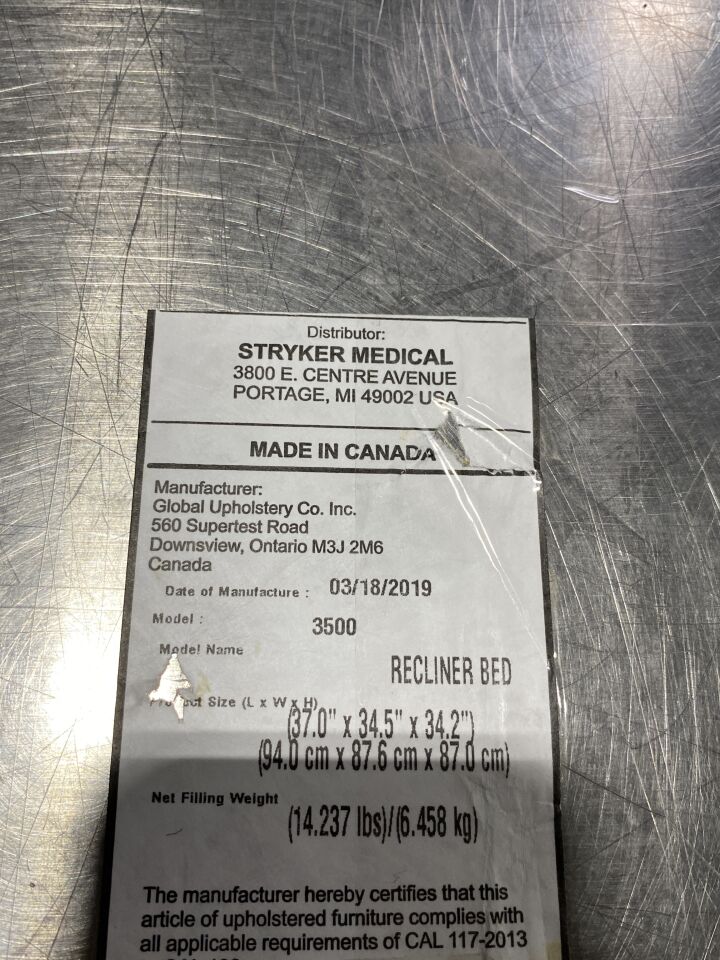 Distributor:
STRYKER MEDICAL
3800 E. CENTRE AVENUE
PORTAGE, MI 49002 USA
MADE IN CANADA
Manufacturer:
Global Upholstery Co. Inc.
560 Supertest Road
Downsview, Ontario M3J 2M6
Canada
Date of Manufacture : 03/18/2019
Model : 3500
Model Name
RECLINER BED
Size (L x W x H)
(37.0" x 34.5" x 34.2")
(94.0 cm x 87.6 cm x 87.0 cm)
Net Filling Weight
(14.237 lbs)/(6.458 kg)
The manufacturer hereby certifies that this
article of upholstered furniture complies with
all applicable requirements of CAL 117-2013